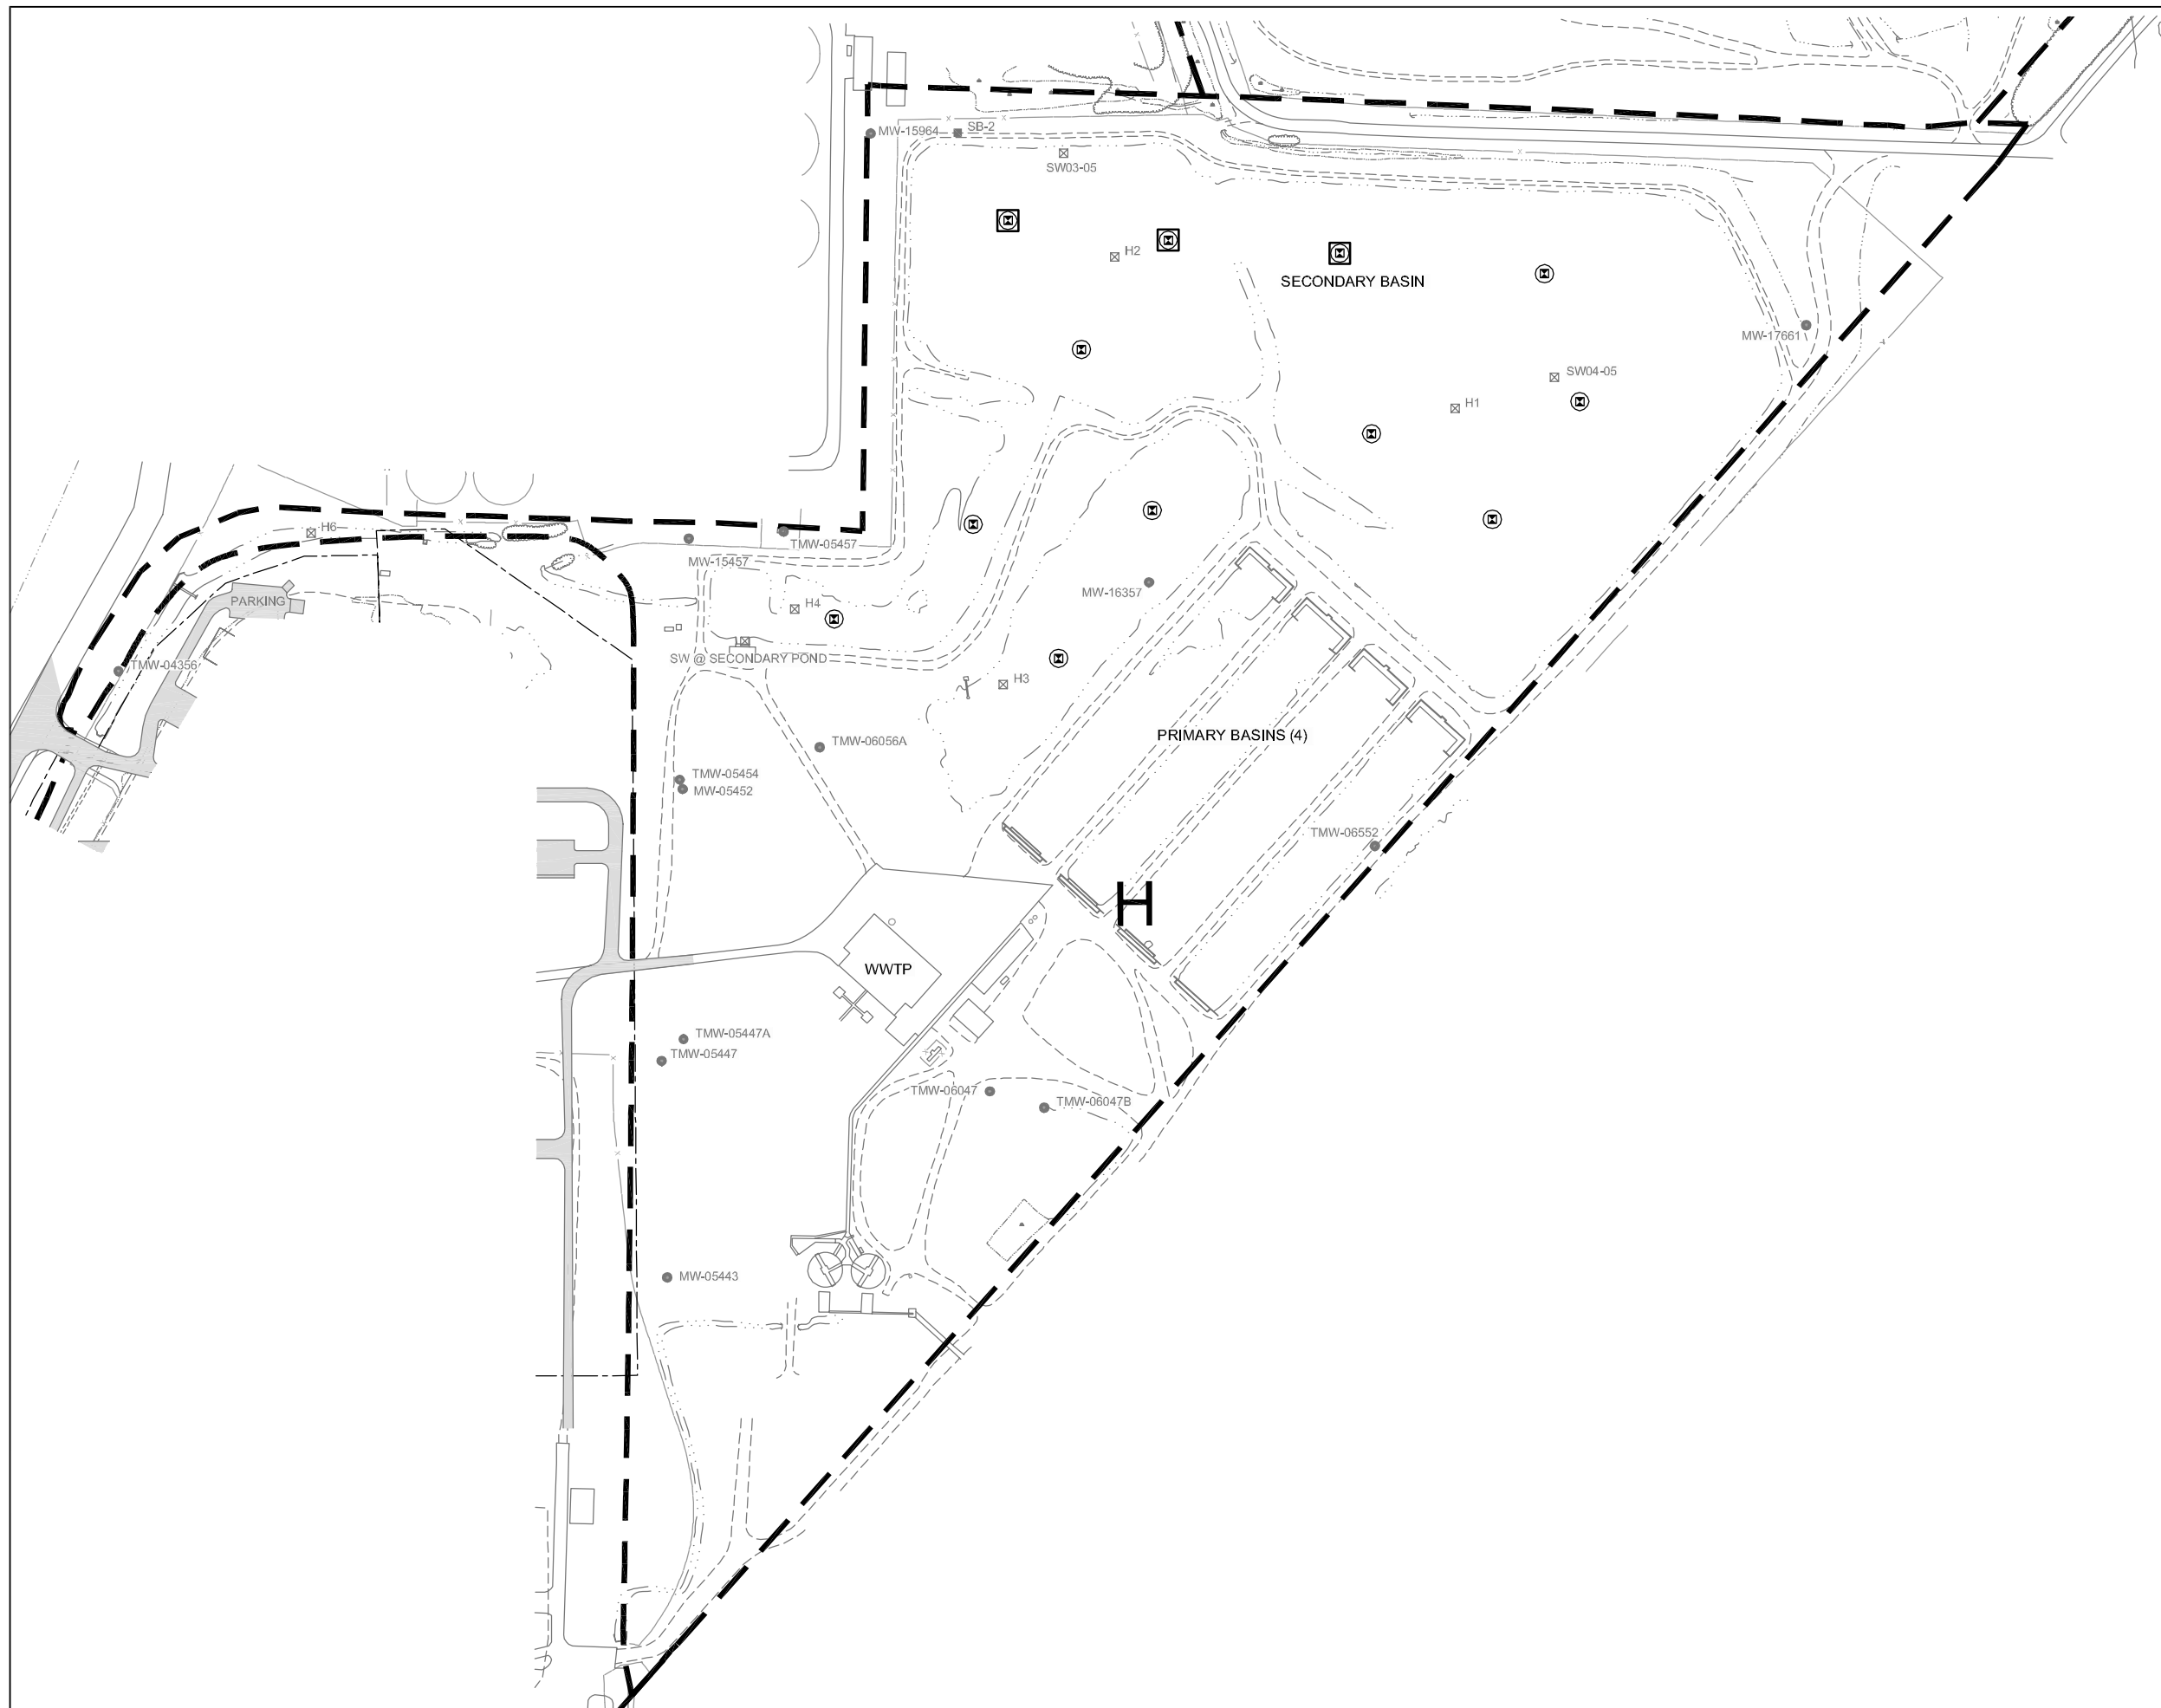 MW-15964
SB-2
SW03-05
H2
SECONDARY BASIN
MW-17661
SW04-05
H1
H6
TMW-05457
MW-15457
MW-16357
PARKING
H4
SW @ SECONDARY POND
TMW-04356
H3
PRIMARY BASINS (4)
TMW-06056A
TMW-05454
MW-05452
TMW-06552
H
WWTP
TMW-05447A
TMW-05447
TMW-06047
TMW-06047B
MW-05443